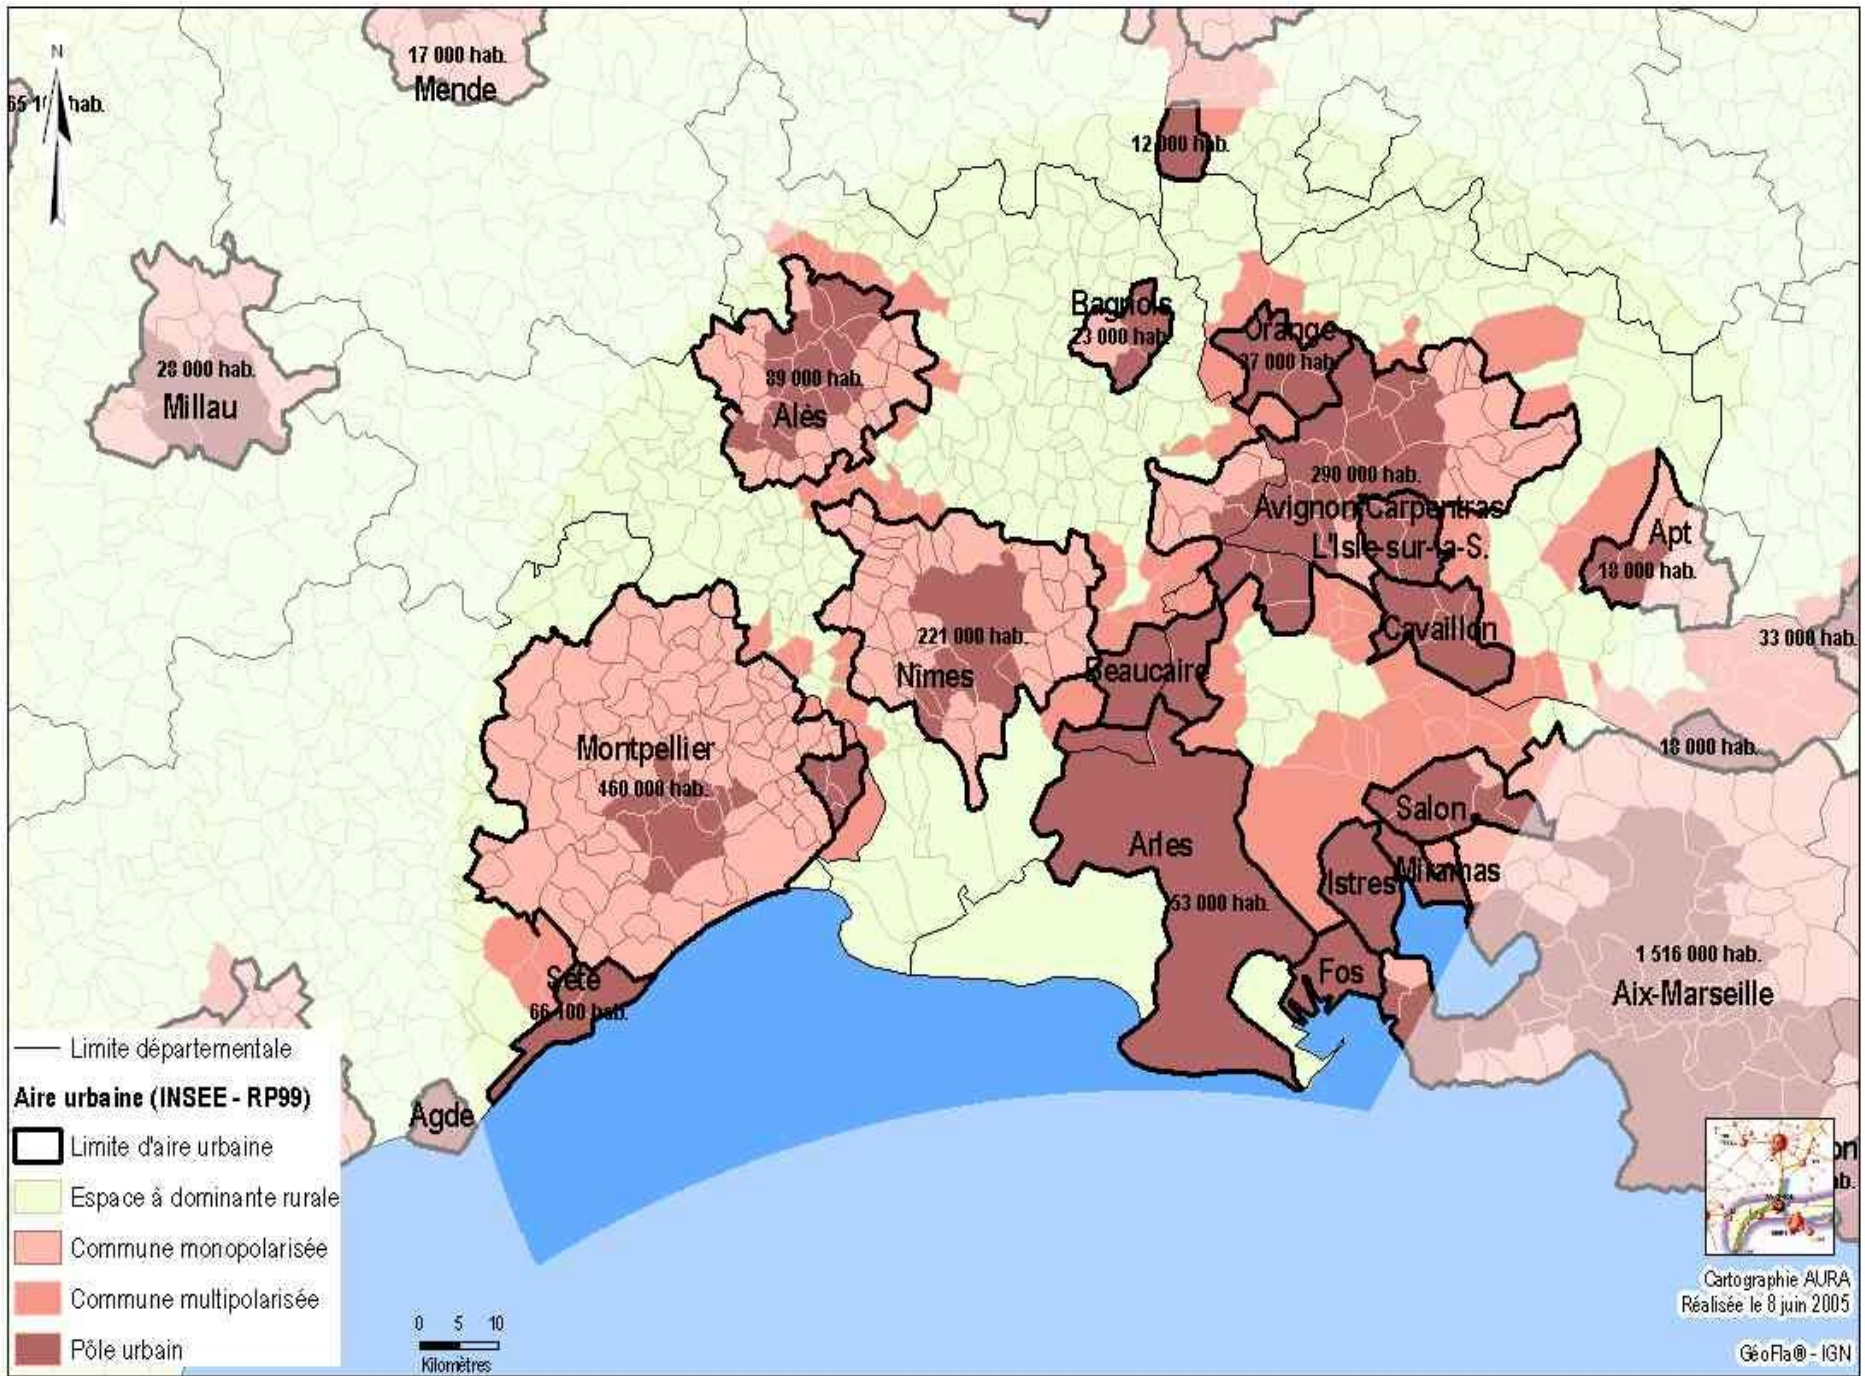 N
17 000 hab.
Mende
hab.
12 000 hab.
28 000 hab.
Millau
Bagnols
23 000 hab.
Orange
37 000 hab.
89 000 hab.
Alès
290 000 hab.
Avignon Carpentras
L'Isle-sur-la-S.
Apt
18 000 hab.
221 000 hab.
Nîmes
Beaucaire
Cavaillon
33 000 hab.
Montpellier
460 000 hab.
18 000 hab.
Salon
Arles
Istres
Miramas
53 000 hab.
Fos
1 516 000 hab.
Aix-Marseille
Sète
66 100 hab.
Agde
Limite départementale
Aire urbaine (INSEE - RP99)
Limite d'aire urbaine
Espace à dominante rurale
Commune monopolarisée
Commune multipolarisée
Pôle urbain
0 5 10
Kilomètres
Cartographie AURA
Réalisée le 8 juin 2005
GéoFla® - IGN